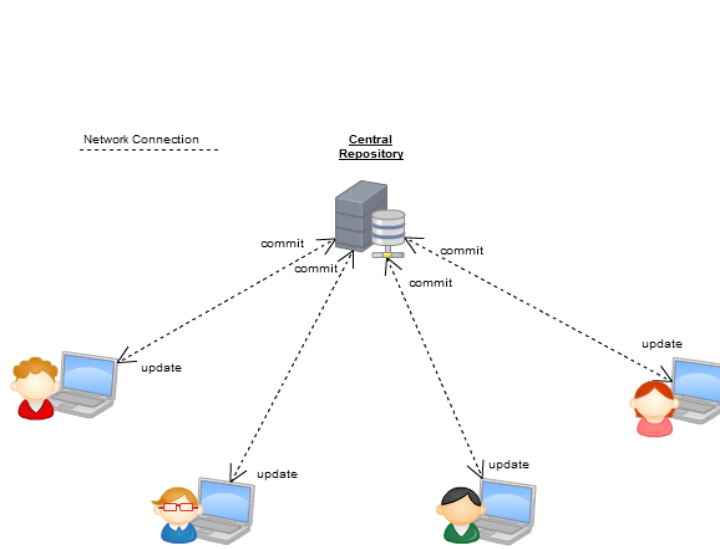 Network Connection
Central
Repository
commit
commit
commit
commit
update
update
update
update